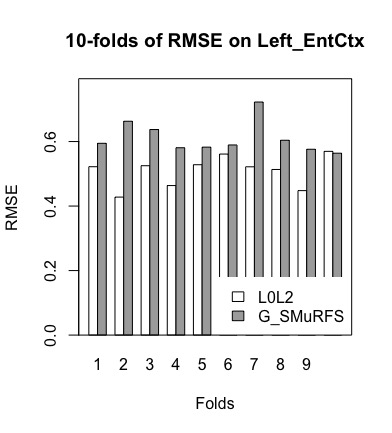 10-folds of RMSE on Left_EntCtx
RMSE
0.6
0.4
0.2
0.0
L0L2
G_SMuRFS
1 2 3 4 5 6 7 8 9
Folds